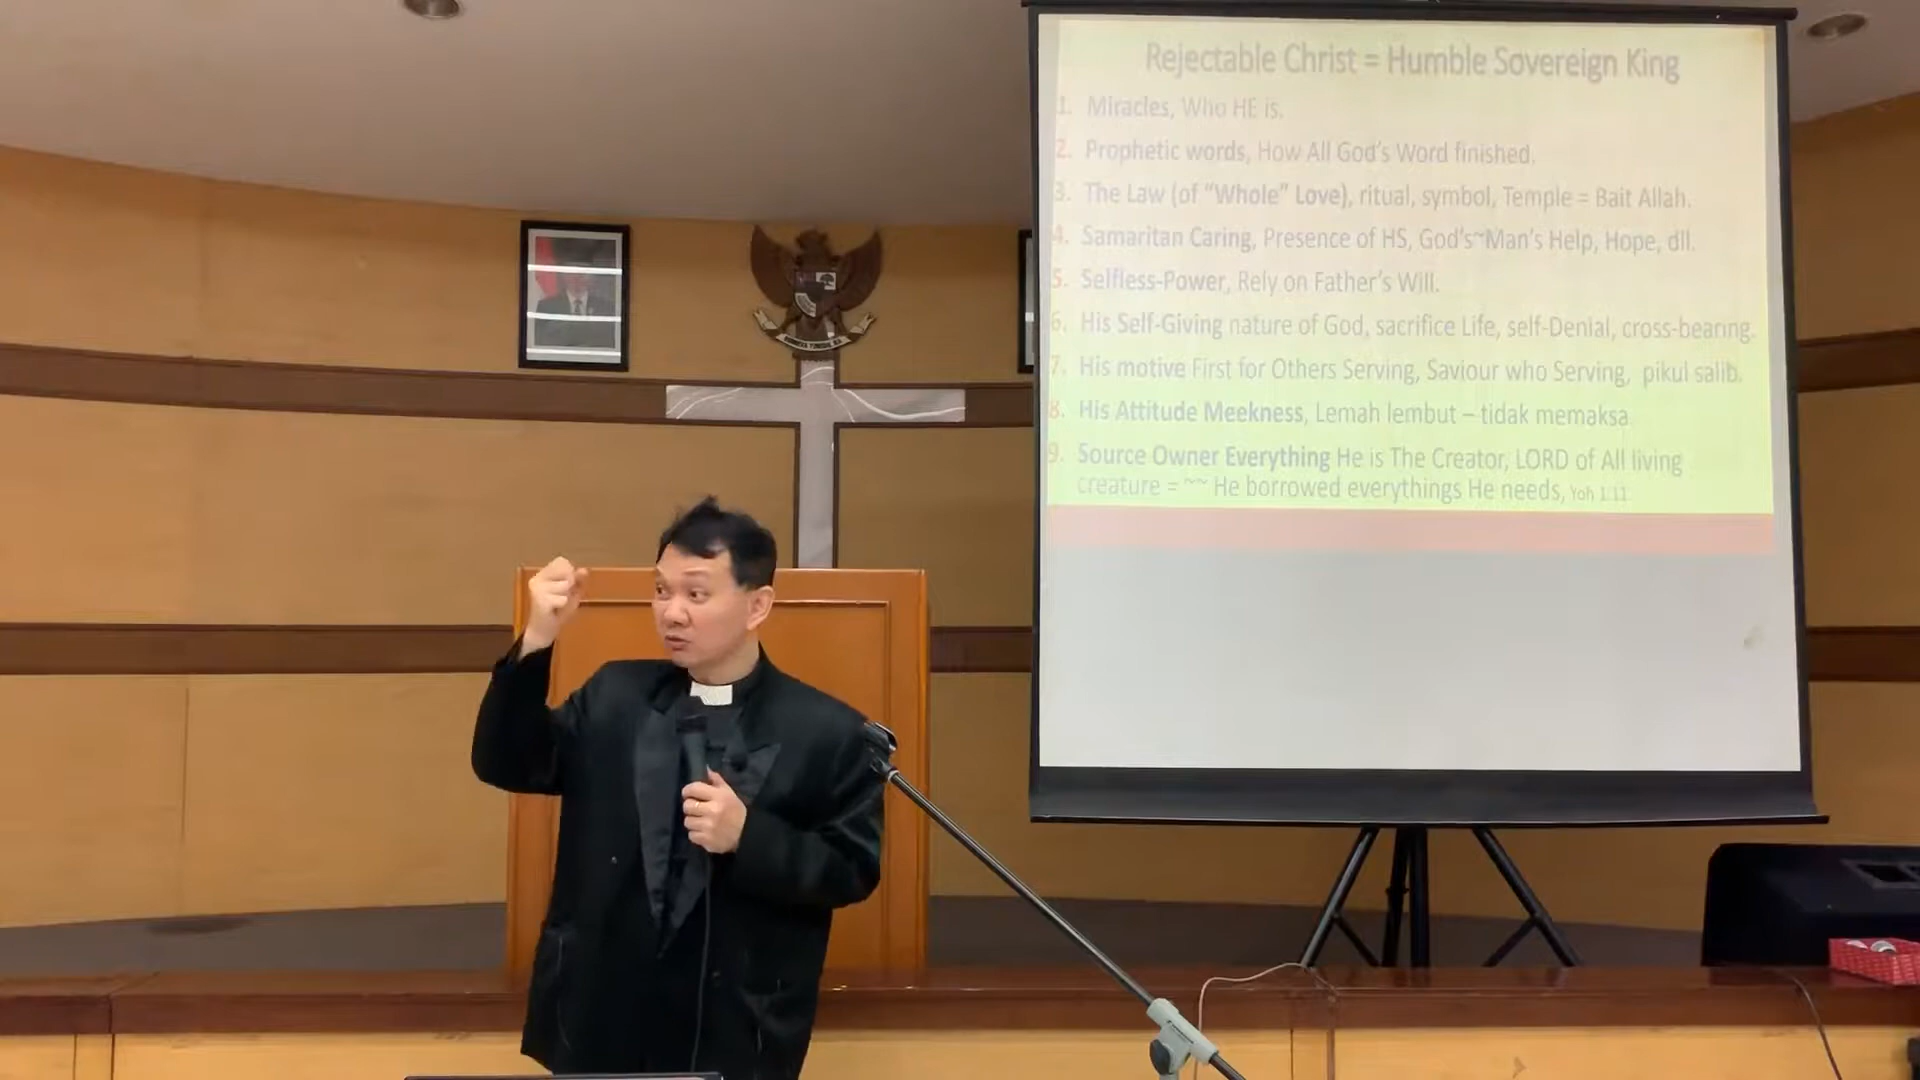 Rejectable Christ = Humble Sovereign King
1. Miracles, Who HE is.
2. Prophetic words, How All God's Word finished.
3. The Law (of "Whole" Love), ritual, symbol, Temple = Bait Allah.
4. Samaritan Caring, Presence of HS, God's~Man's Help, Hope, dll.
5. Selfless-Power, Rely on Father's Will.
6. His Self-Giving nature of God, sacrifice Life, self-Denial, cross-bearing.
7. His motive First for Others Serving, Saviour who Serving, pikul salib.
8. His Attitude Meekness, Lemah lembut – tidak memaksa.
9. Source Owner Everything He is The Creator, LORD of All living
creature = ~~ He borrowed everythings He needs, Yoh 1:11